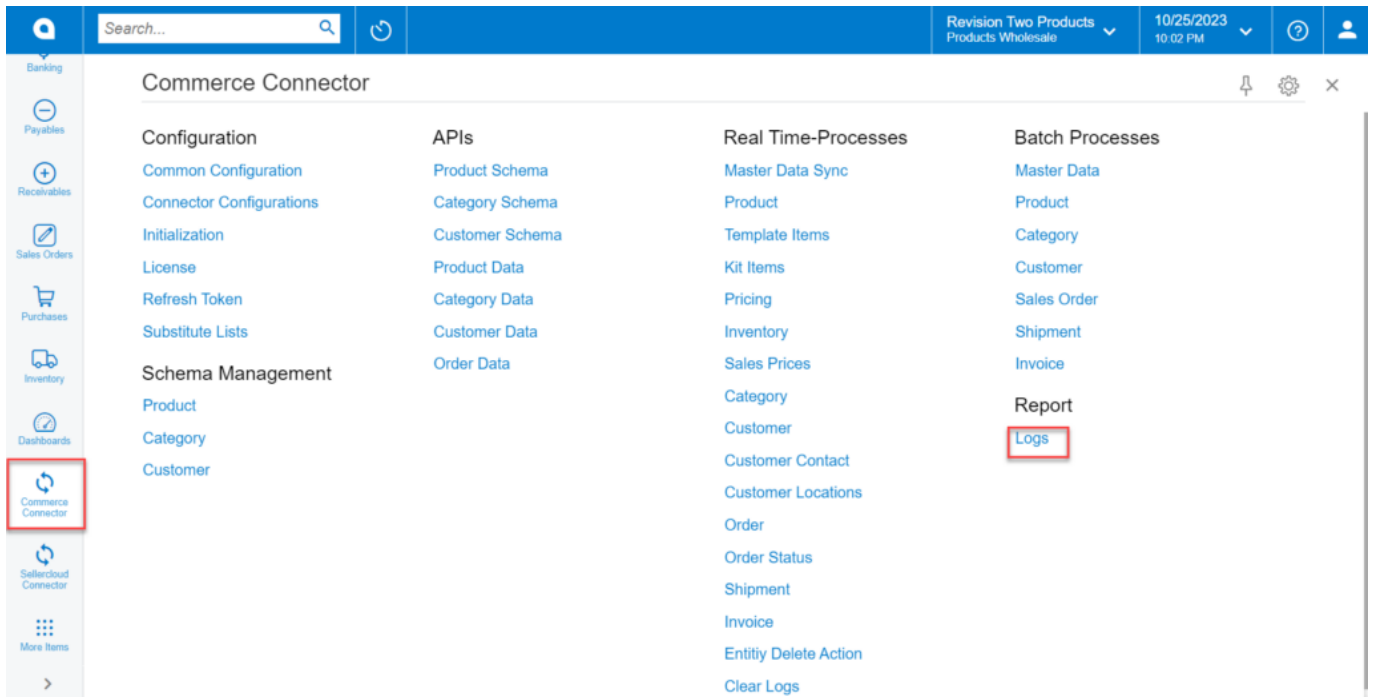 Search...
Revision Two Products
Products Wholesale
10/25/2023
10:02 PM
Banking
Payables
Receivables
Sales Orders
Purchases
Inventory
Dashboards
Commerce
Connector
Sellercloud
Connector
More Items
Commerce Connector
Configuration
Common Configuration
Connector Configurations
Initialization
License
Refresh Token
Substitute Lists
Schema Management
Product
Category
Customer
APIs
Product Schema
Category Schema
Customer Schema
Product Data
Category Data
Customer Data
Order Data
Real Time-Processes
Master Data Sync
Product
Template Items
Kit Items
Pricing
Inventory
Sales Prices
Category
Customer
Customer Contact
Customer Locations
Order
Order Status
Shipment
Invoice
Entitiy Delete Action
Clear Logs
Batch Processes
Master Data
Product
Category
Customer
Sales Order
Shipment
Invoice
Report
Logs